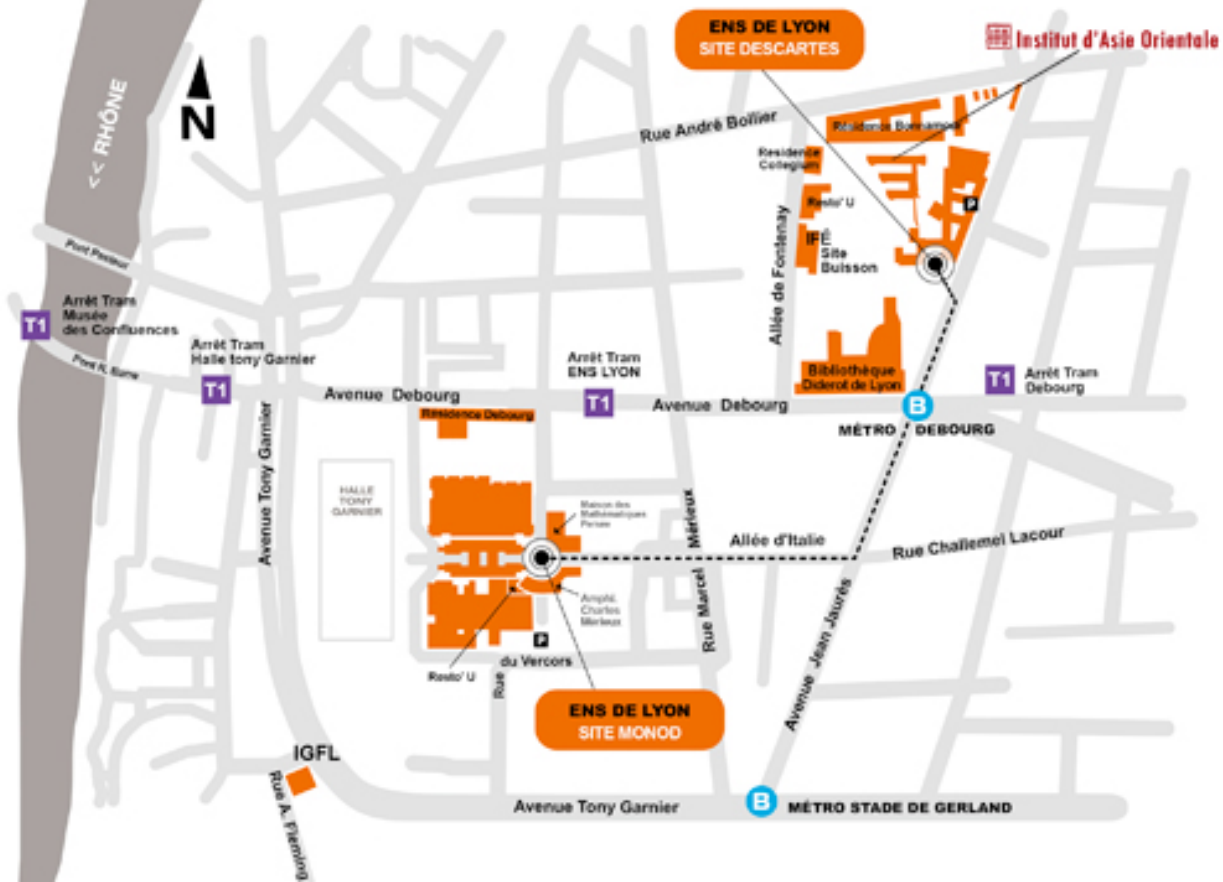 ENS DE LYON
SITE DESCARTES
Institut d'Asie Orientale
<< RHÔNE
N
Rue André Bollier
Résidence Bonnamour
Residence
Collegium
Resto' U
P
IFÉ
Site
Buisson
Allée de Fontenay
Pont Pasteur
T1
Arrêt Tram
Musée
des Confluences
Arrêt Tram
Halle tony Garnier
T1
Arrêt Tram
ENS LYON
T1
Bibliothèque
Diderot de Lyon
T1
Arrêt Tram
Debourg
Avenue Debourg
Résidence Debourg
Avenue Debourg
B
MÉTRO DEBOURG
Avenue Tony Garnier
HALLE
TONY
GARNIER
Maison des
Mathématiques
Allée d'Italie
Rue Challemel Lacour
Rue Marcel Mérieux
Amphi.
Charles
Mérieux
Avenue Jean Jaurès
P
Resto' U
Rue du Vercors
ENS DE LYON
SITE MONOD
IGFL
Rue A. Fleming
Avenue Tony Garnier
B
MÉTRO STADE DE GERLAND